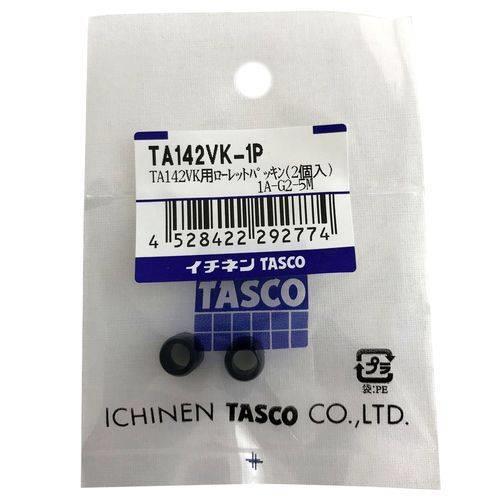 TA142VK-1P
TA142VK用ローレットパッキン(2個入)
1A-G2-5M
4 528422 292774
イチネン TASCO
TASCO
プラ
袋:PE
ICHINEN TASCO CO.,LTD.